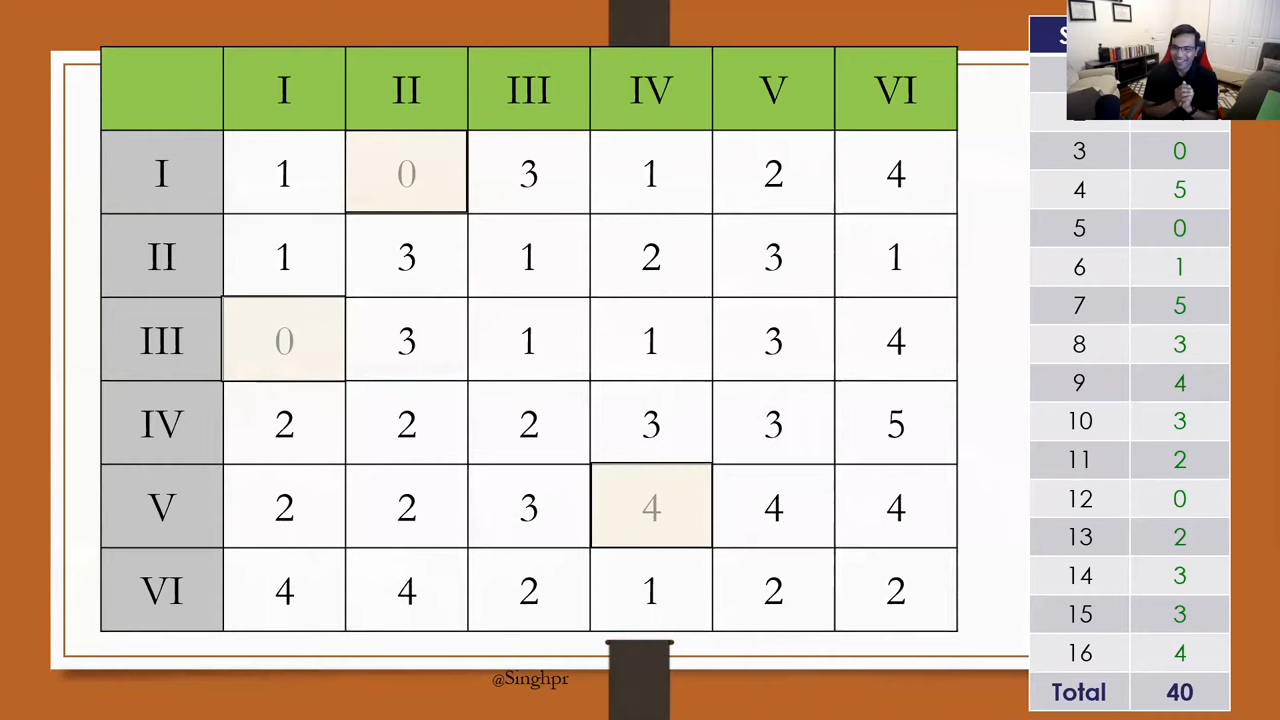 I II III IV V VI
I 1 0 3 1 2 4
II 1 3 1 2 3 1
III 0 3 1 1 3 4
IV 2 2 2 3 3 5
V 2 2 3 4 4 4
VI 4 4 2 1 2 2
@Singhpr
3 0
4 5
5 0
6 1
7 5
8 3
9 4
10 3
11 2
12 0
13 2
14 3
15 3
16 4
Total 40